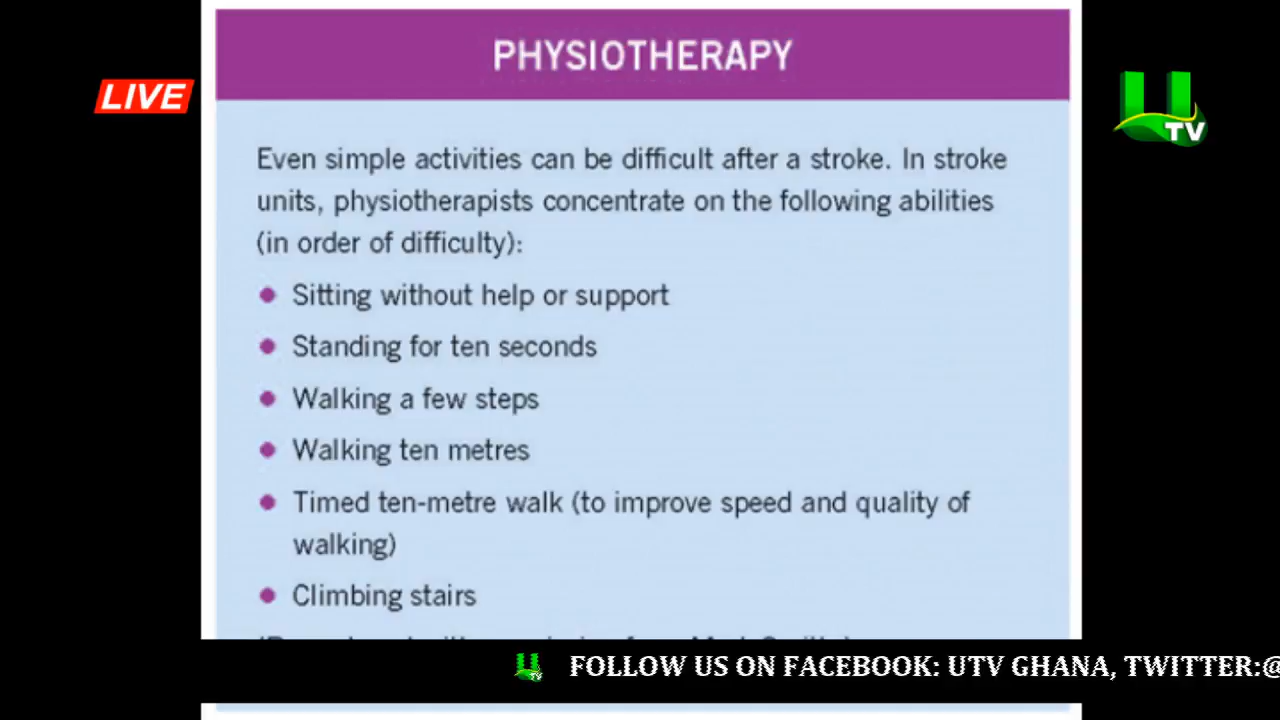 PHYSIOTHERAPY
LIVE
U
TV
Even simple activities can be difficult after a stroke. In stroke
units, physiotherapists concentrate on the following abilities
(in order of difficulty):
Sitting without help or support
Standing for ten seconds
Walking a few steps
Walking ten metres
Timed ten-metre walk (to improve speed and quality of
walking)
Climbing stairs
FOLLOW US ON FACEBOOK: UTV GHANA, TWITTER:@